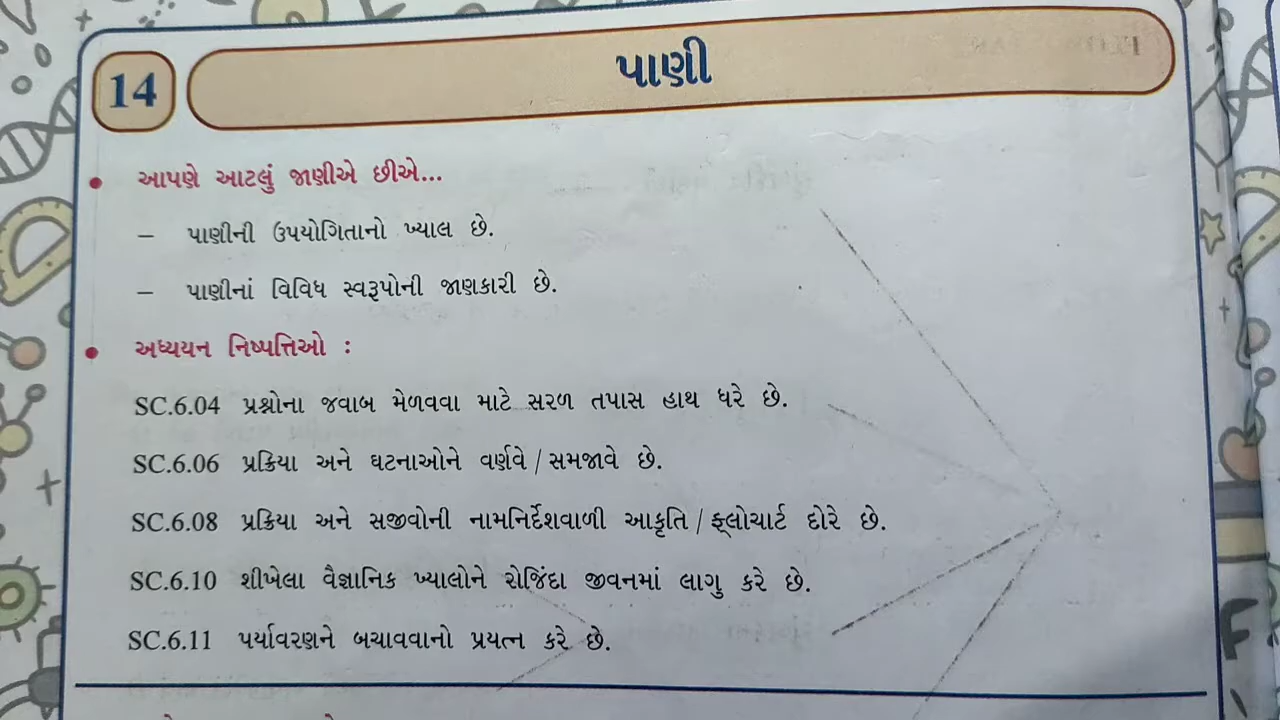 14
પાણી
• આપણે આટલું જાણીએ છીએ...
– પાણીની ઉપયોગિતાનો ખ્યાલ છે.
– પાણીનાં વિવિધ સ્વરૂપોની જાણકારી છે.
• અધ્યયન નિષ્પત્તિઓ :
SC.6.04 પ્રશ્નોના જવાબ મેળવવા માટે સરળ તપાસ હાથ ધરે છે.
SC.6.06 પ્રક્રિયા અને ઘટનાઓને વર્ણવે / સમજાવે છે.
SC.6.08 પ્રક્રિયા અને સજીવોની નામનિર્દેશવાળી આકૃતિ / ફ્લોચાર્ટ દોરે છે.
SC.6.10 શીખેલા વૈજ્ઞાનિક ખ્યાલોને રોજિંદા જીવનમાં લાગુ કરે છે.
SC.6.11 પર્યાવરણને બચાવવાનો પ્રયત્ન કરે છે.